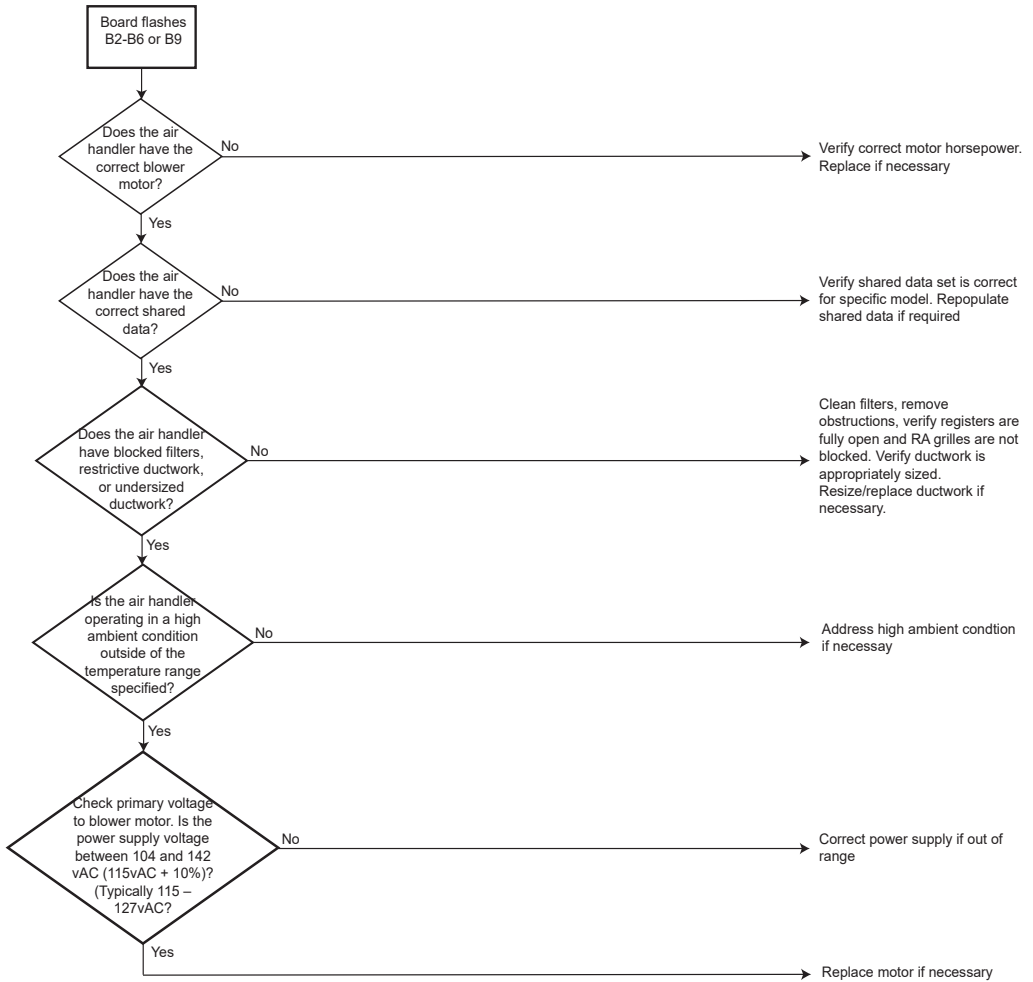 Board flashes
B2-B6 or B9
Does the air
handler have the
correct blower
motor?
No
Verify correct motor horsepower.
Replace if necessary
Yes
Does the air
handler have the
correct shared
data?
No
Verify shared data set is correct
for specific model. Repopulate
shared data if required
Yes
Does the air handler
have blocked filters,
restrictive ductwork,
or undersized
ductwork?
No
Clean filters, remove
obstructions, verify registers are
fully open and RA grilles are not
blocked. Verify ductwork is
appropriately sized.
Resize/replace ductwork if
necessary.
Yes
Is the air handler
operating in a high
ambient condition
outside of the
temperature range
specified?
No
Address high ambient condtion
if necessay
Yes
Check primary voltage
to blower motor. Is the
power supply voltage
between 104 and 142
vAC (115vAC + 10%)?
(Typically 115 –
127vAC?
No
Correct power supply if out of
range
Yes
Replace motor if necessary